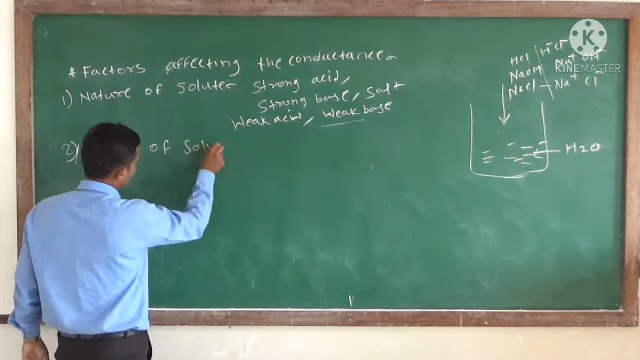 * Factors affecting the conductance-
1) Nature of Solute- Strong acid,
Strong base, Salt
Weak acid, Weak base
2) of Solu
HCl H+ Cl-
NaOH Na+ OH
NaCl - Na+ Cl-
H2O
KINEMASTER